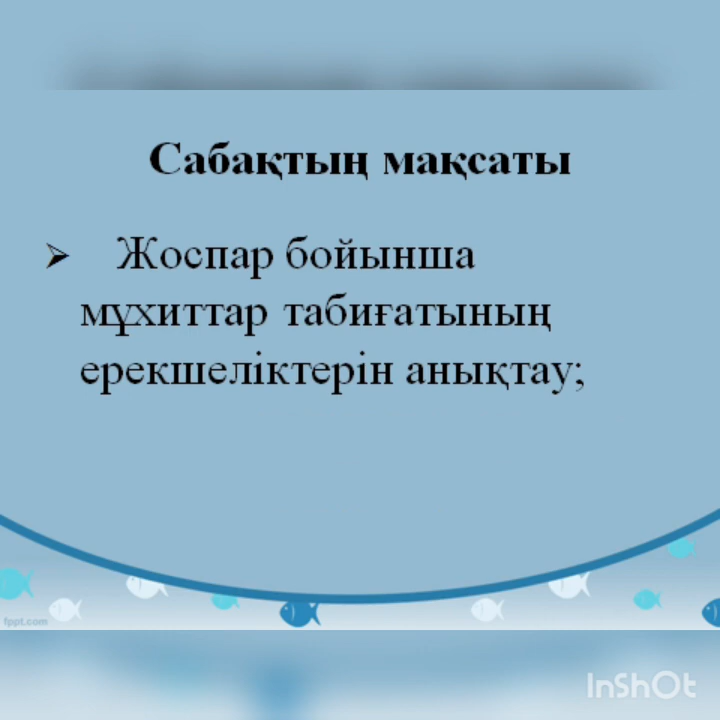 Сабақтың мақсаты
➢ Жоспар бойынша
мұхиттар табиғатының
ерекшеліктерін анықтау;
fppt.com
InShOt